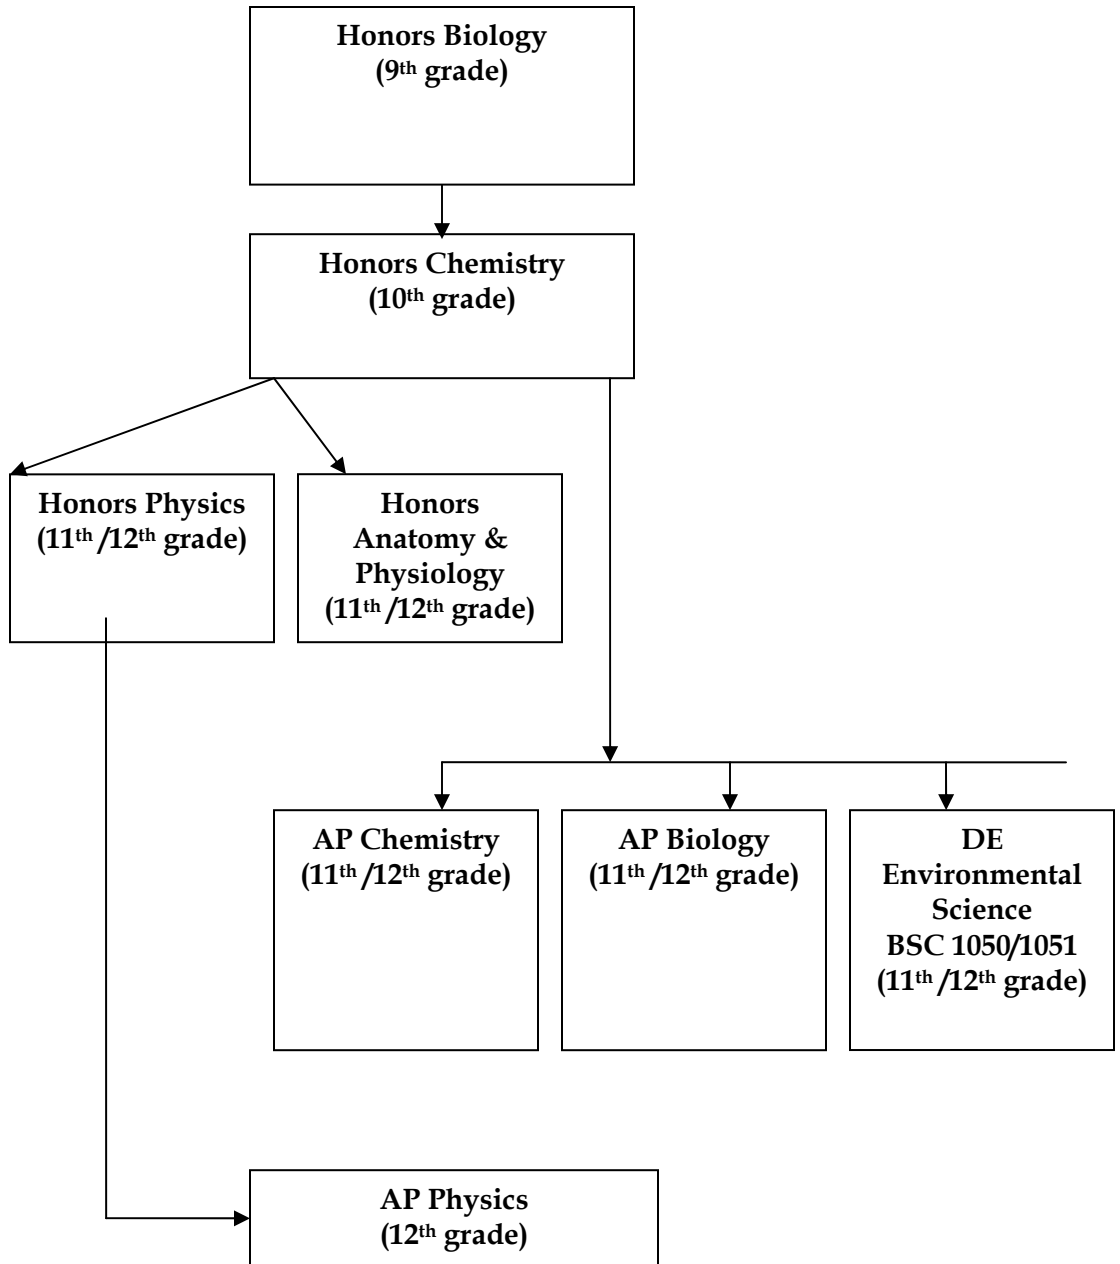 Honors Biology
(9th grade)
Honors Chemistry
(10th grade)
Honors Physics
(11th /12th grade)
Honors
Anatomy &
Physiology
(11th /12th grade)
AP Chemistry
(11th /12th grade)
AP Biology
(11th /12th grade)
DE
Environmental
Science
BSC 1050/1051
(11th /12th grade)
AP Physics
(12th grade)